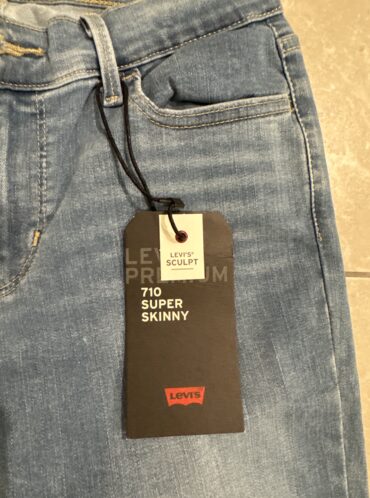 LEVI'S®
SCULPT
LEVI'S
PREMIUM
710
SUPER
SKINNY
Levi's